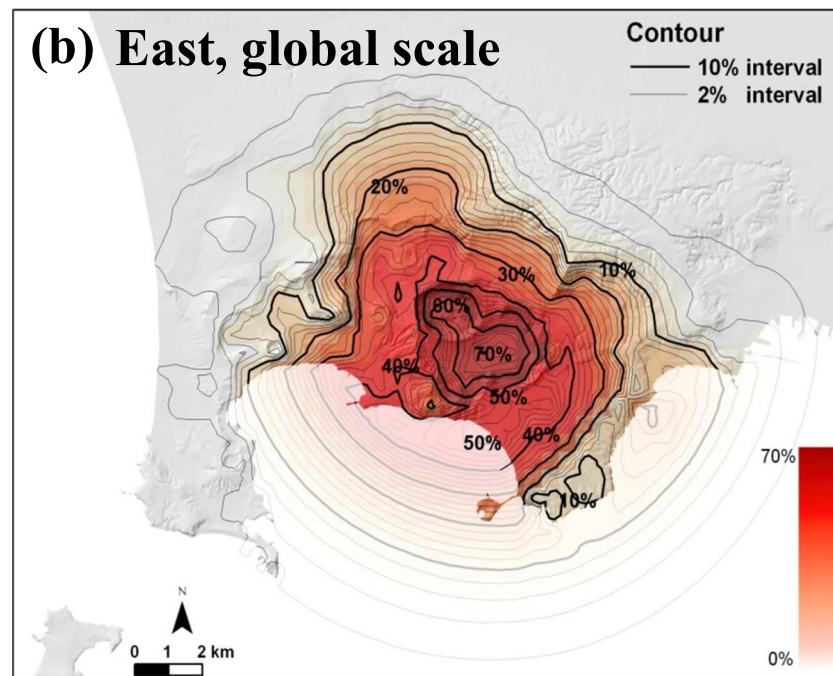 (b) East, global scale
Contour
10% interval
2% interval
20%
30%
10%
60%
70%
40%
50%
50%
40%
10%
70%
0%
N
0 1 2 km